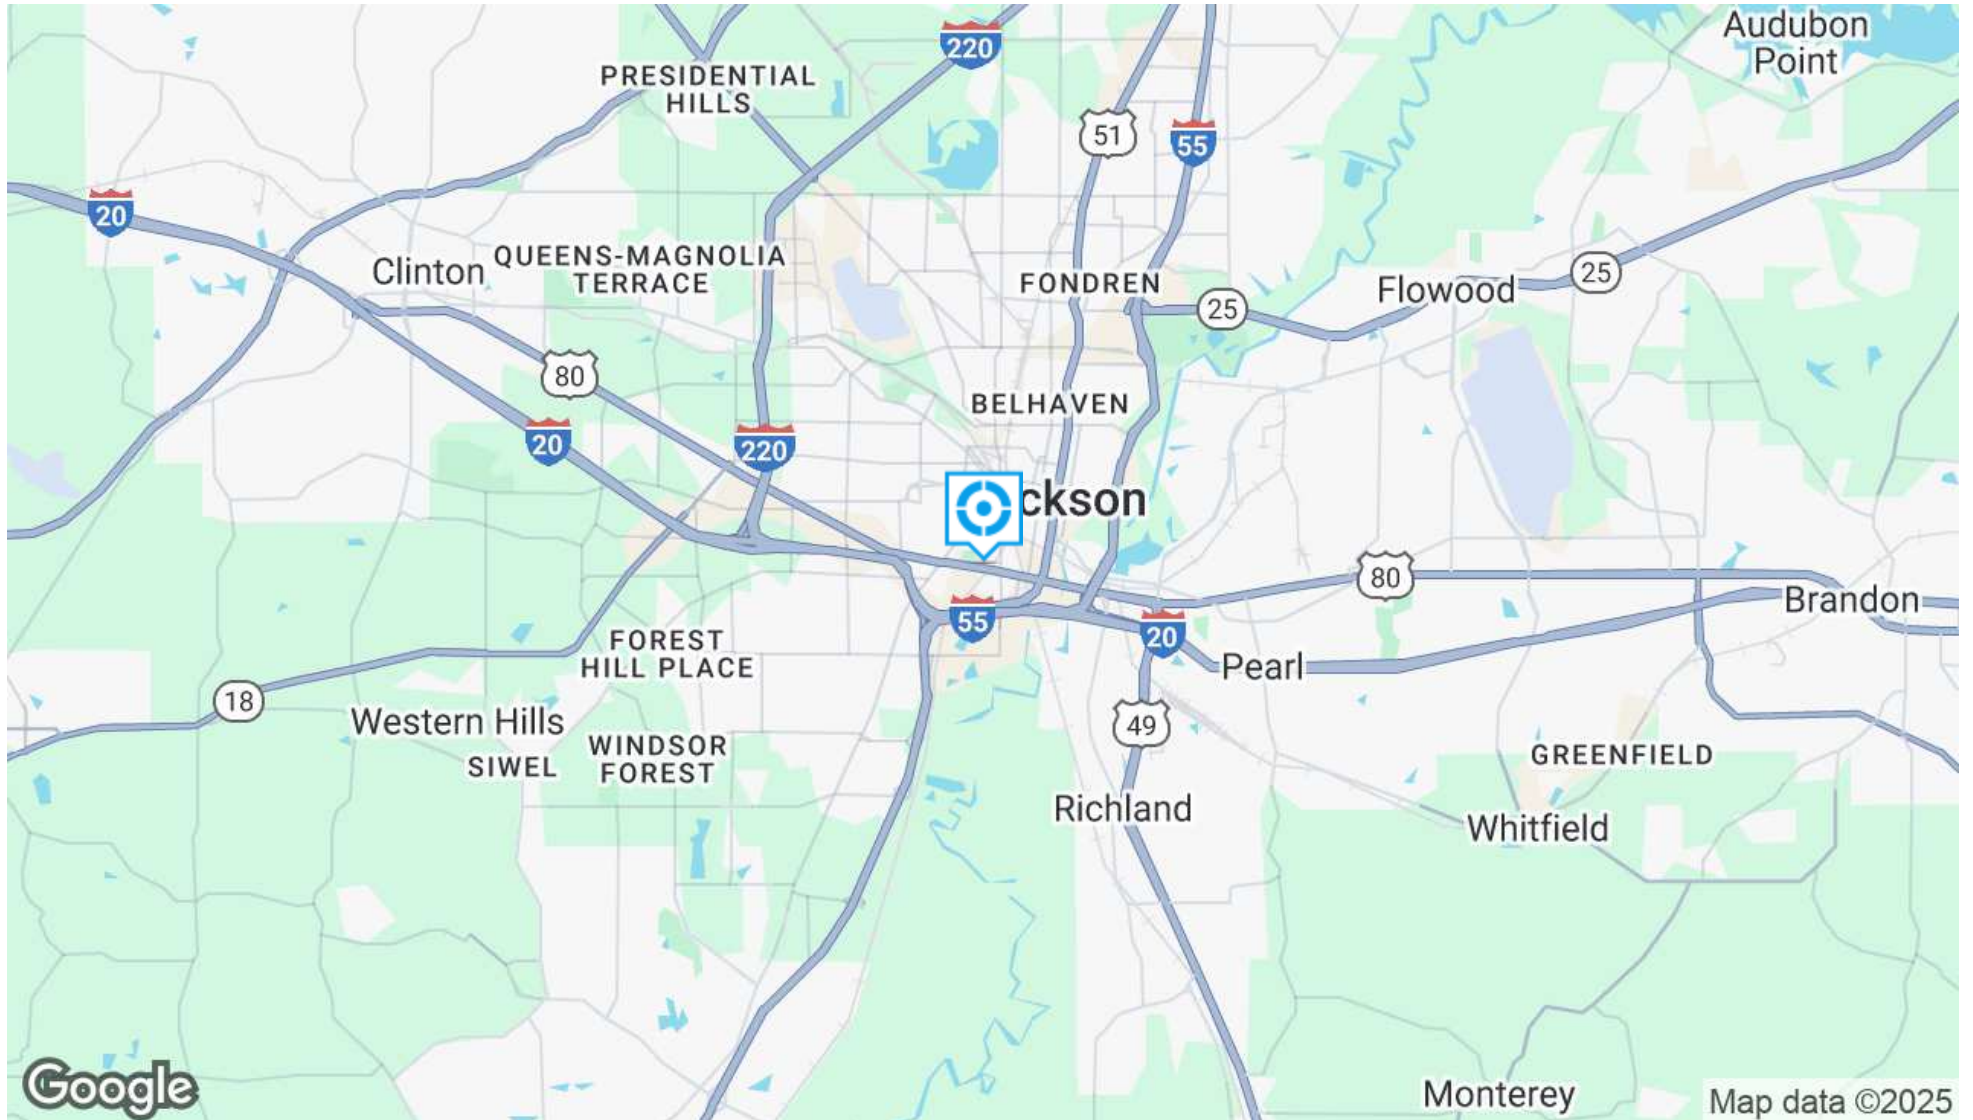 Audubon
Point
220
PRESIDENTIAL
HILLS
51
55
20
QUEENS-MAGNOLIA
TERRACE
Clinton
FONDREN
25
Flowood
25
80
BELHAVEN
20
220
ckson
80
Brandon
55
20
FOREST
HILL PLACE
Pearl
18
Western Hills
49
WINDSOR
FOREST
SIWEL
GREENFIELD
Richland
Whitfield
Google
Monterey
Map data ©2025